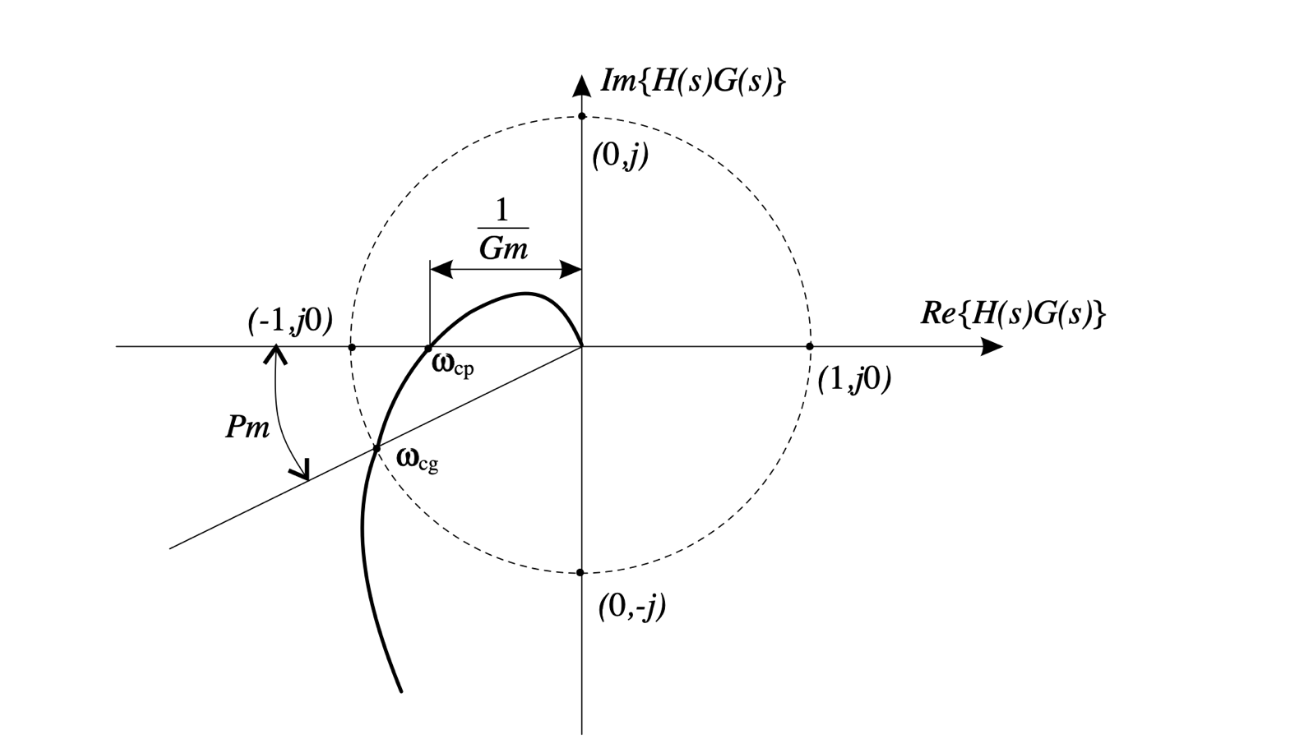 Im{H(s)G(s)}
(0,j)
1
Gm
(-1,j0)
Re{H(s)G(s)}
ωcp
(1,j0)
Pm
ωcg
(0,-j)